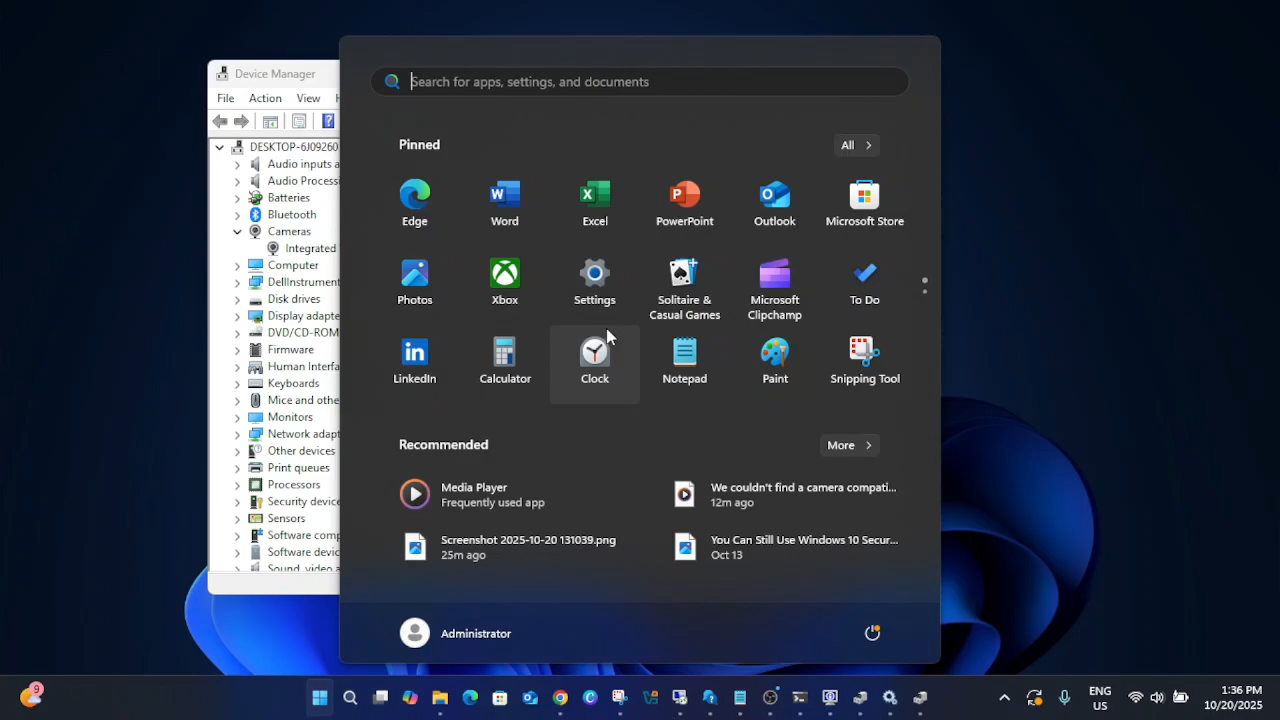 Device Manager
File Action View
DESKTOP-6J09260
Audio inputs a
Audio Processi
Batteries
Bluetooth
Cameras
Integrated
Computer
DellInstrument
Disk drives
Display adapte
DVD/CD-ROM
Firmware
Human Interfa
Keyboards
Mice and othe
Monitors
Network adapt
Other devices
Print queues
Processors
Security device
Sensors
Software comp
Software devic
Sound, video a
Search for apps, settings, and documents
Pinned
All
Edge
Word
Excel
PowerPoint
Outlook
Microsoft Store
Photos
Xbox
Settings
Solitaire &
Casual Games
Microsoft
Clipchamp
To Do
LinkedIn
Calculator
Clock
Notepad
Paint
Snipping Tool
Recommended
More
Media Player
Frequently used app
We couldn't find a camera compati...
12m ago
Screenshot 2025-10-20 131039.png
25m ago
You Can Still Use Windows 10 Secur...
Oct 13
Administrator
9
ENG
US
1:36 PM
10/20/2025